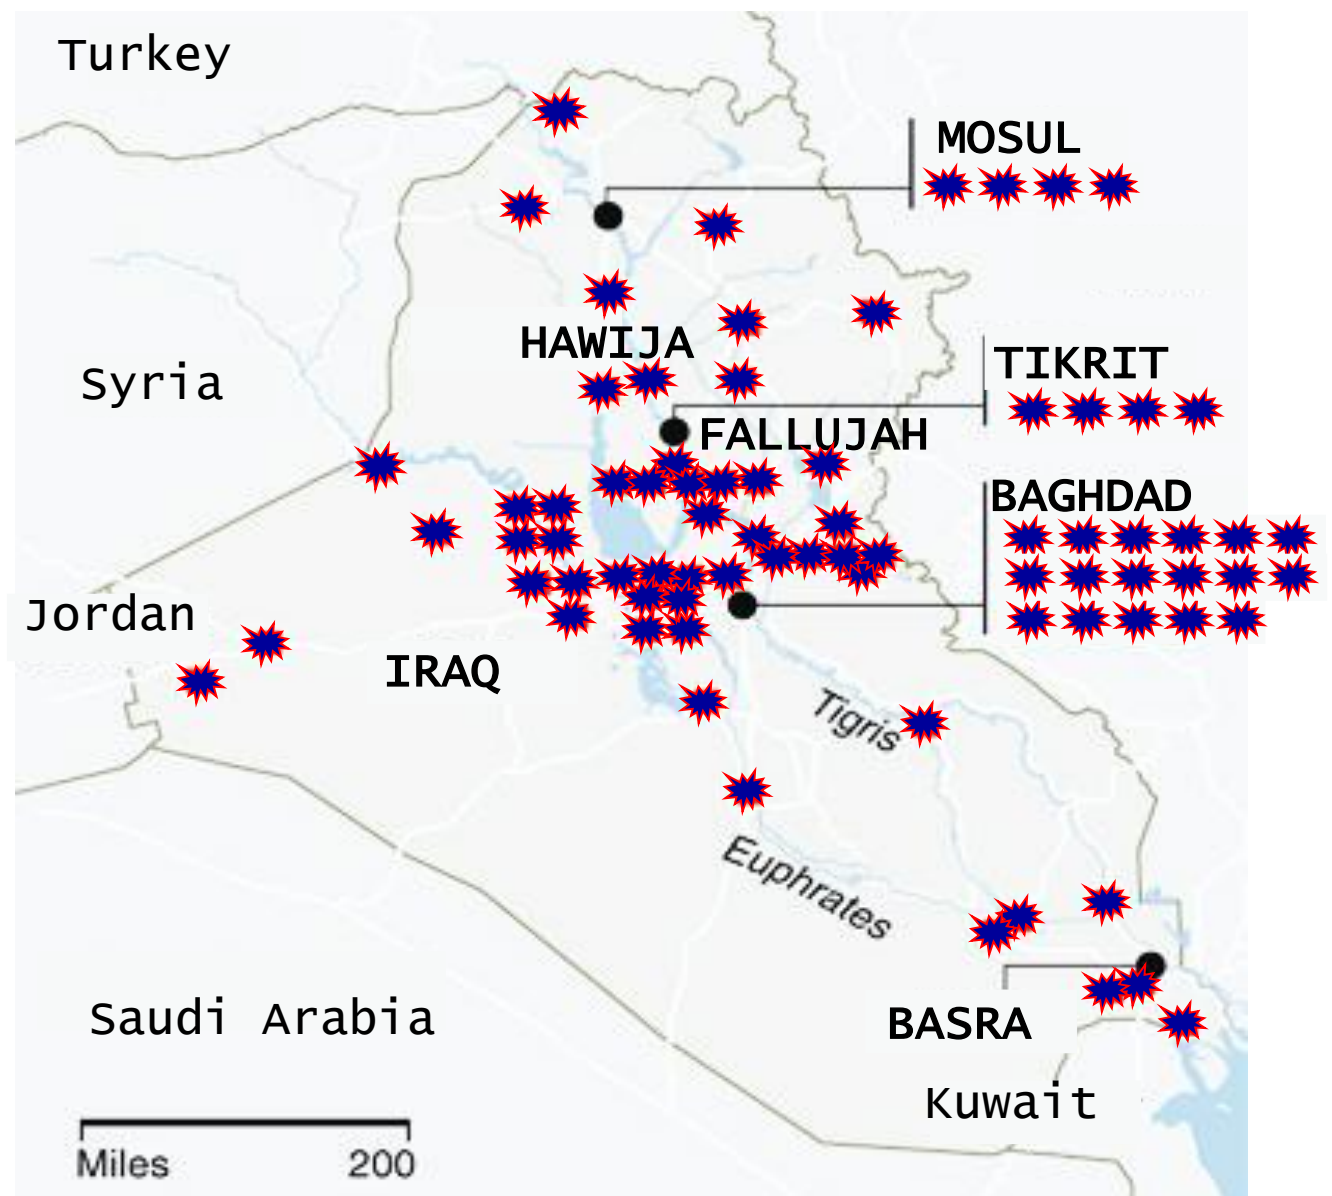 Turkey
MOSUL
HAWIJA
TIKRIT
Syria
FALLUJAH
BAGHDAD
Jordan
IRAQ
Tigris
Euphrates
Saudi Arabia
BASRA
Kuwait
Miles 200